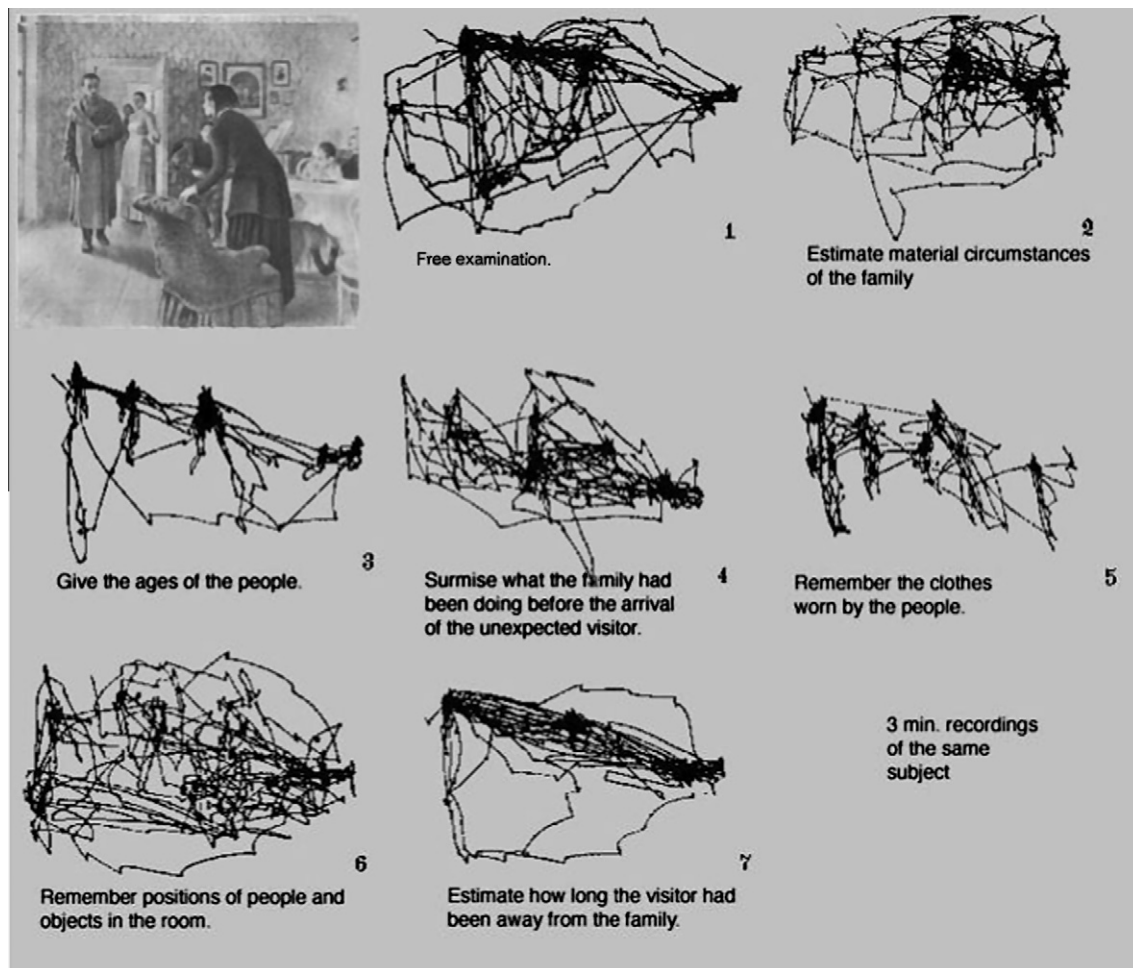 1
Free examination.
2
Estimate material circumstances
of the family
3
Give the ages of the people.
4
Surmise what the family had
been doing before the arrival
of the unexpected visitor.
5
Remember the clothes
worn by the people.
6
Remember positions of people and
objects in the room.
7
Estimate how long the visitor had
been away from the family.
3 min. recordings
of the same
subject